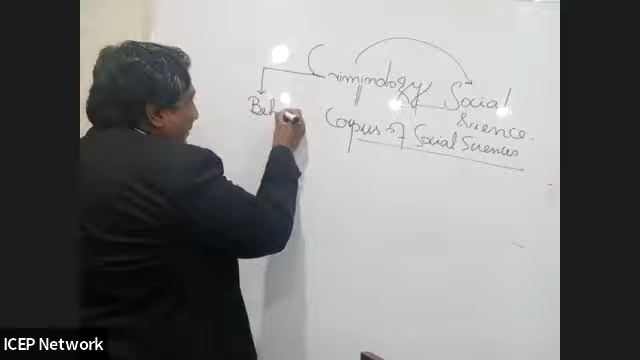 Criminology
Social
Science.
Beh
Corpus of Social Sciences
ICEP Network